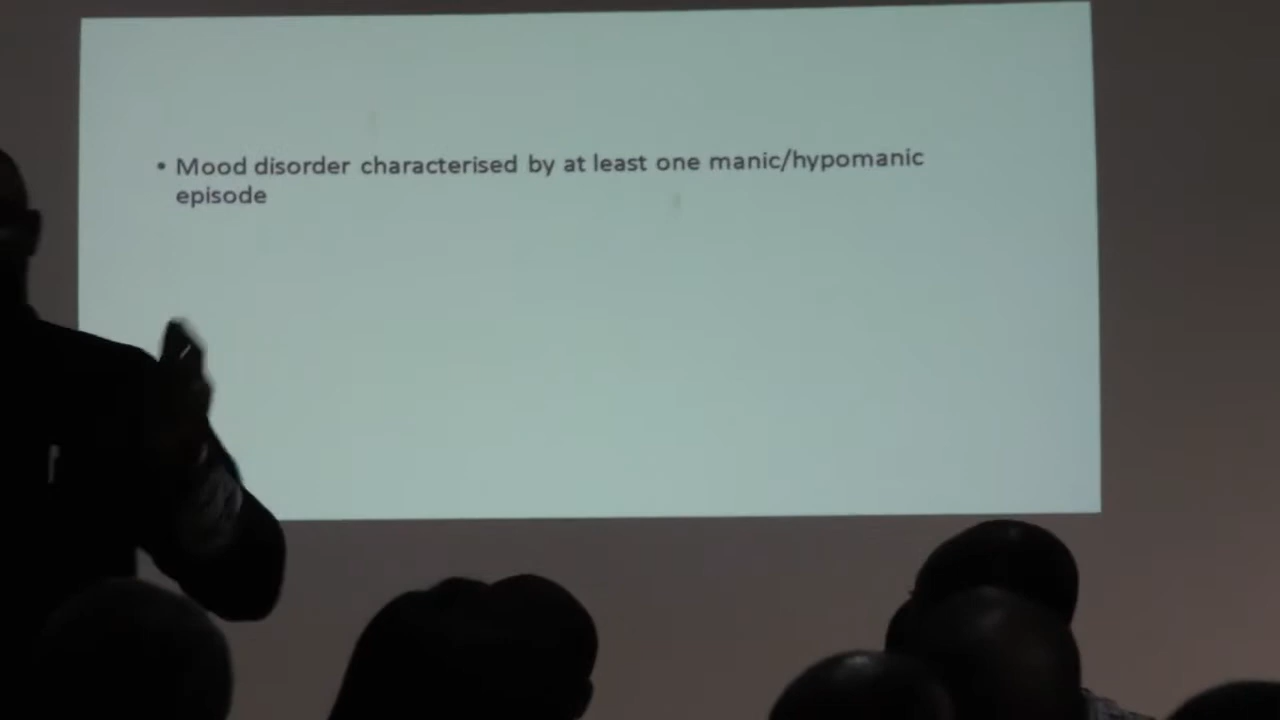 • Mood disorder characterised by at least one manic/hypomanic
episode